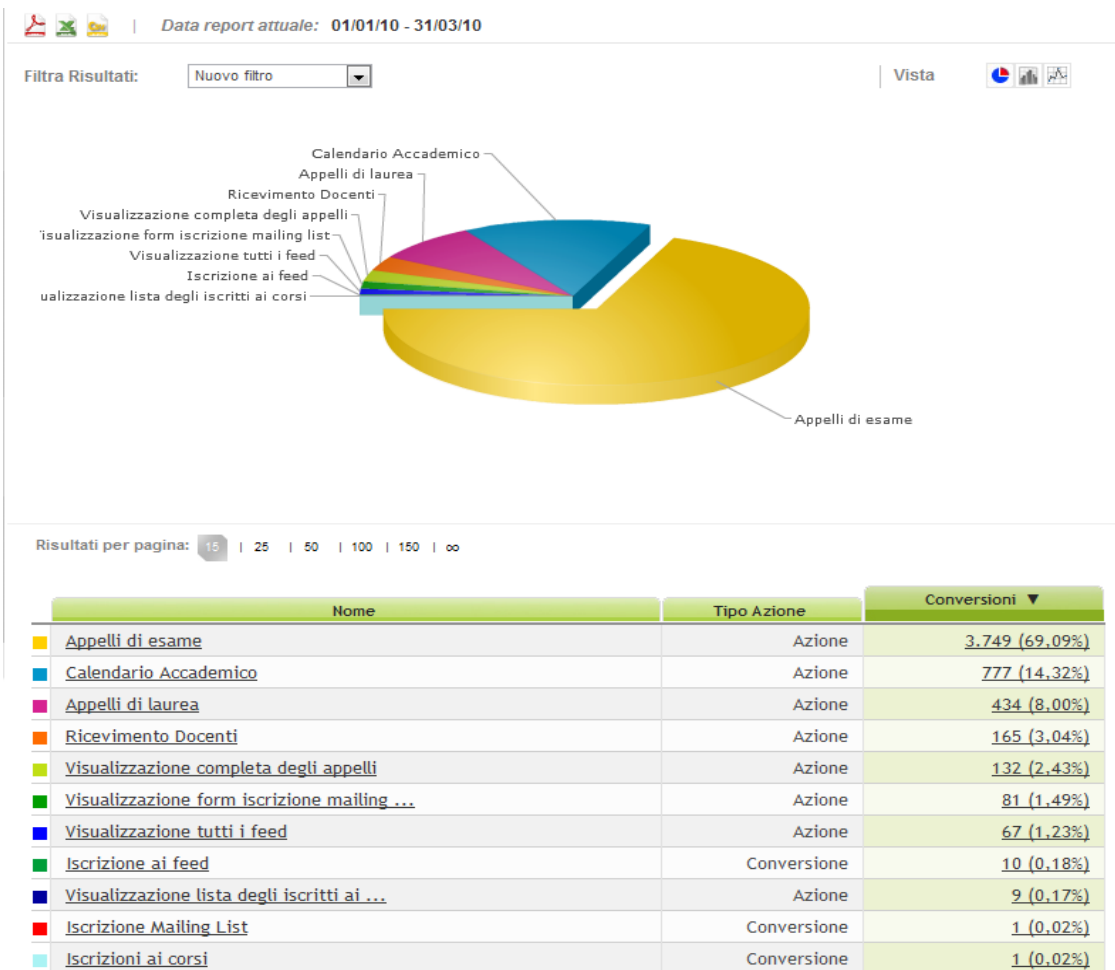 Data report attuale: 01/01/10 - 31/03/10
Filtra Risultati: Nuovo filtro Vista
Calendario Accademico
Appelli di laurea
Ricevimento Docenti
Visualizzazione completa degli appelli
isualizzazione form iscrizione mailing list
Visualizzazione tutti i feed
Iscrizione ai feed
ualizzazione lista degli iscritti ai corsi
Appelli di esame
Risultati per pagina: 15 | 25 | 50 | 100 | 150 | ∞
Nome Tipo Azione Conversioni ▼
Appelli di esame Azione 3.749 (69,09%)
Calendario Accademico Azione 777 (14,32%)
Appelli di laurea Azione 434 (8,00%)
Ricevimento Docenti Azione 165 (3,04%)
Visualizzazione completa degli appelli Azione 132 (2,43%)
Visualizzazione form iscrizione mailing ... Azione 81 (1,49%)
Visualizzazione tutti i feed Azione 67 (1,23%)
Iscrizione ai feed Conversione 10 (0,18%)
Visualizzazione lista degli iscritti ai ... Azione 9 (0,17%)
Iscrizione Mailing List Conversione 1 (0,02%)
Iscrizioni ai corsi Conversione 1 (0,02%)